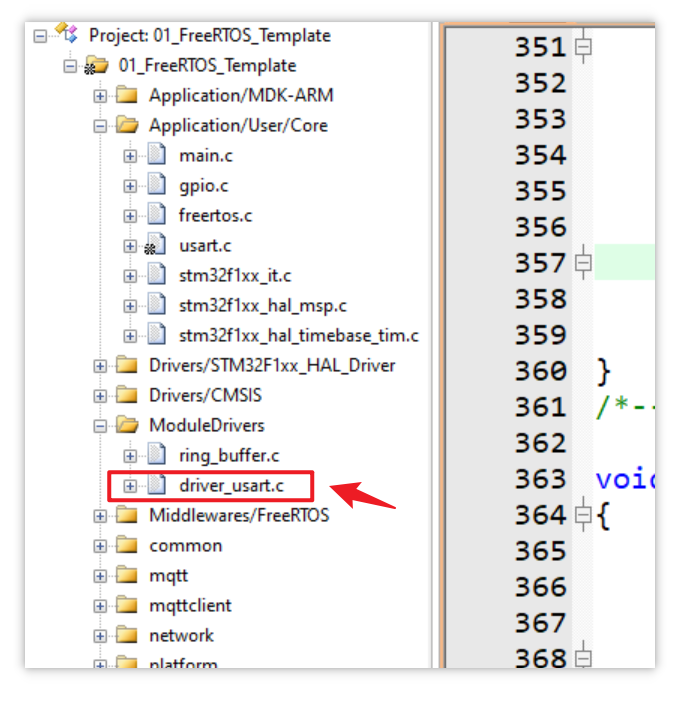 Project: 01_FreeRTOS_Template
01_FreeRTOS_Template
Application/MDK-ARM
Application/User/Core
main.c
gpio.c
freertos.c
usart.c
stm32f1xx_it.c
stm32f1xx_hal_msp.c
stm32f1xx_hal_timebase_tim.c
Drivers/STM32F1xx_HAL_Driver
Drivers/CMSIS
ModuleDrivers
ring_buffer.c
driver_usart.c
Middlewares/FreeRTOS
common
mqtt
mqttclient
network
platform
351
352
353
354
355
356
357
358
359
360 }
361 /*--
362
363 voi
364 {
365
366
367
368